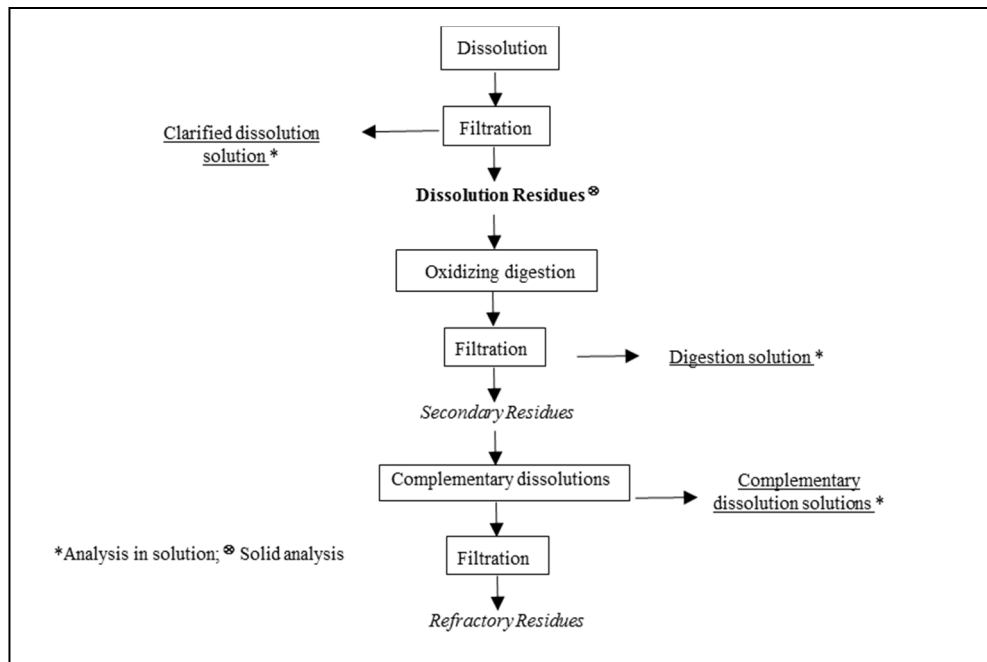 Dissolution
Filtration
Clarified dissolution
solution *
Dissolution Residues ⊗
Oxidizing digestion
Filtration
Digestion solution *
Secondary Residues
Complementary dissolutions
Complementary
dissolution solutions *
Filtration
*Analysis in solution; ⊗ Solid analysis
Refractory Residues